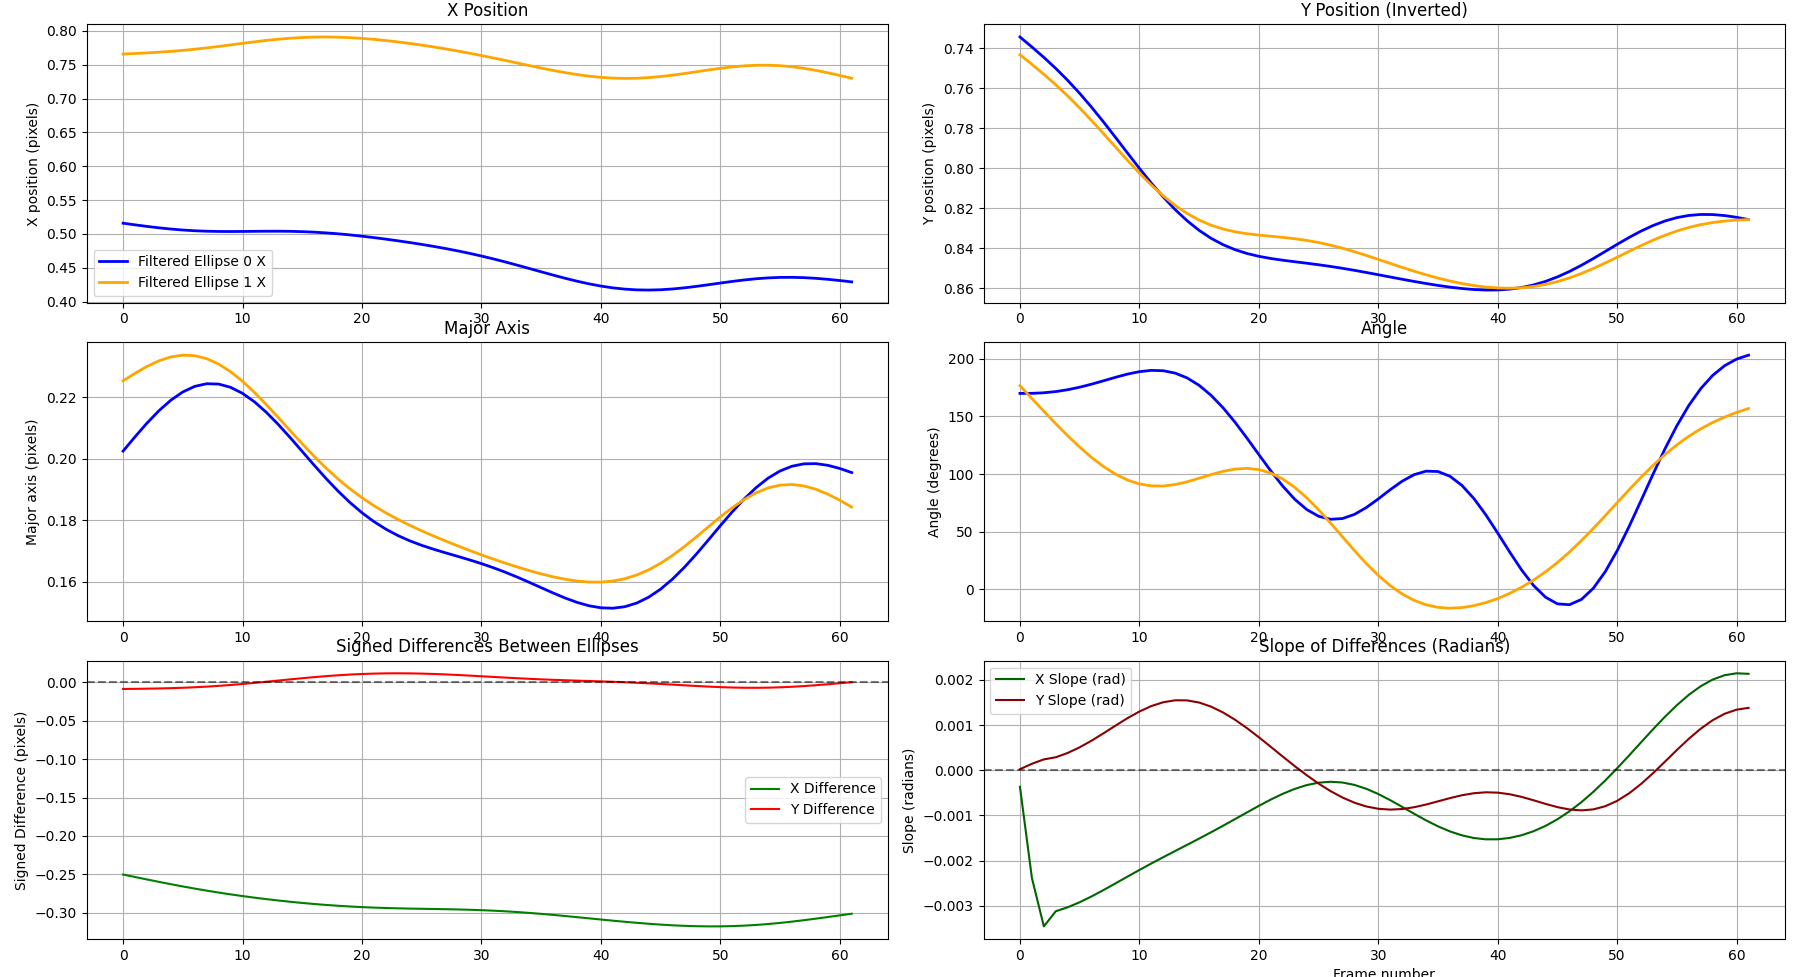 X Position
X position (pixels)
0.80
0.75
0.70
0.65
0.60
0.55
0.50
0.45
0.40
Filtered Ellipse 0 X
Filtered Ellipse 1 X
0 10 20 30 40 50 60
Y Position (Inverted)
Y position (pixels)
0.74
0.76
0.78
0.80
0.82
0.84
0.86
0 10 20 30 40 50 60
Major Axis
Major axis (pixels)
0.22
0.20
0.18
0.16
0 10 20 30 40 50 60
Angle
Angle (degrees)
200
150
100
50
0
0 10 20 30 40 50 60
Signed Differences Between Ellipses
Signed Difference (pixels)
0.00
−0.05
−0.10
−0.15
−0.20
−0.25
−0.30
X Difference
Y Difference
0 10 20 30 40 50 60
Slope of Differences (Radians)
Slope (radians)
0.002
0.001
0.000
−0.001
−0.002
−0.003
X Slope (rad)
Y Slope (rad)
0 10 20 30 40 50 60
Frame number